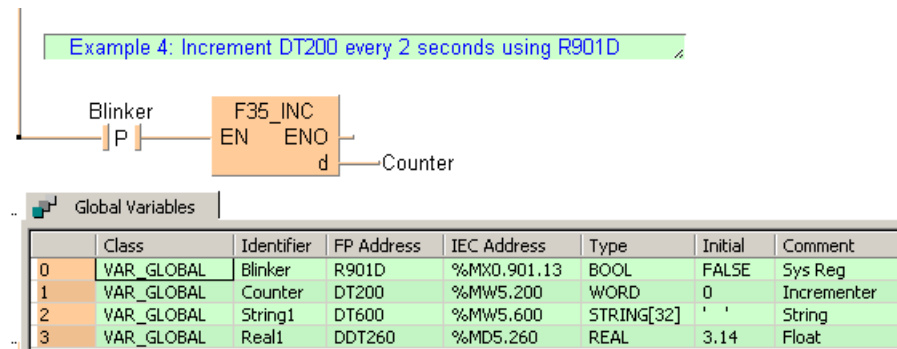 Example 4: Increment DT200 every 2 seconds using R901D
Blinker
P
F35_INC
EN ENO
d
Counter
Global Variables
Class Identifier FP Address IEC Address Type Initial Comment
0 VAR_GLOBAL Blinker R901D %MX0.901.13 BOOL FALSE Sys Reg
1 VAR_GLOBAL Counter DT200 %MW5.200 WORD 0 Incrementer
2 VAR_GLOBAL String1 DT600 %MW5.600 STRING[32] ' ' String
3 VAR_GLOBAL Real1 DDT260 %MD5.260 REAL 3.14 Float